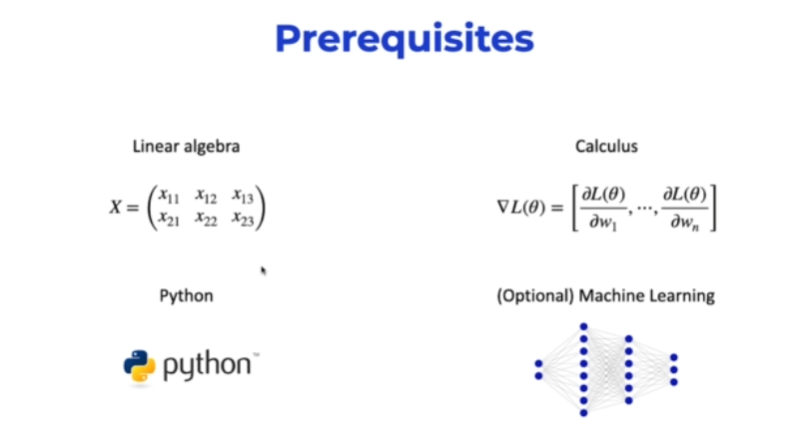 Prerequisites
Linear algebra
X = (x11 x12 x13
x21 x22 x23)
Calculus
∇L(θ) = [∂L(θ)/∂w1, ⋯, ∂L(θ)/∂wn]
Python
python™
(Optional) Machine Learning